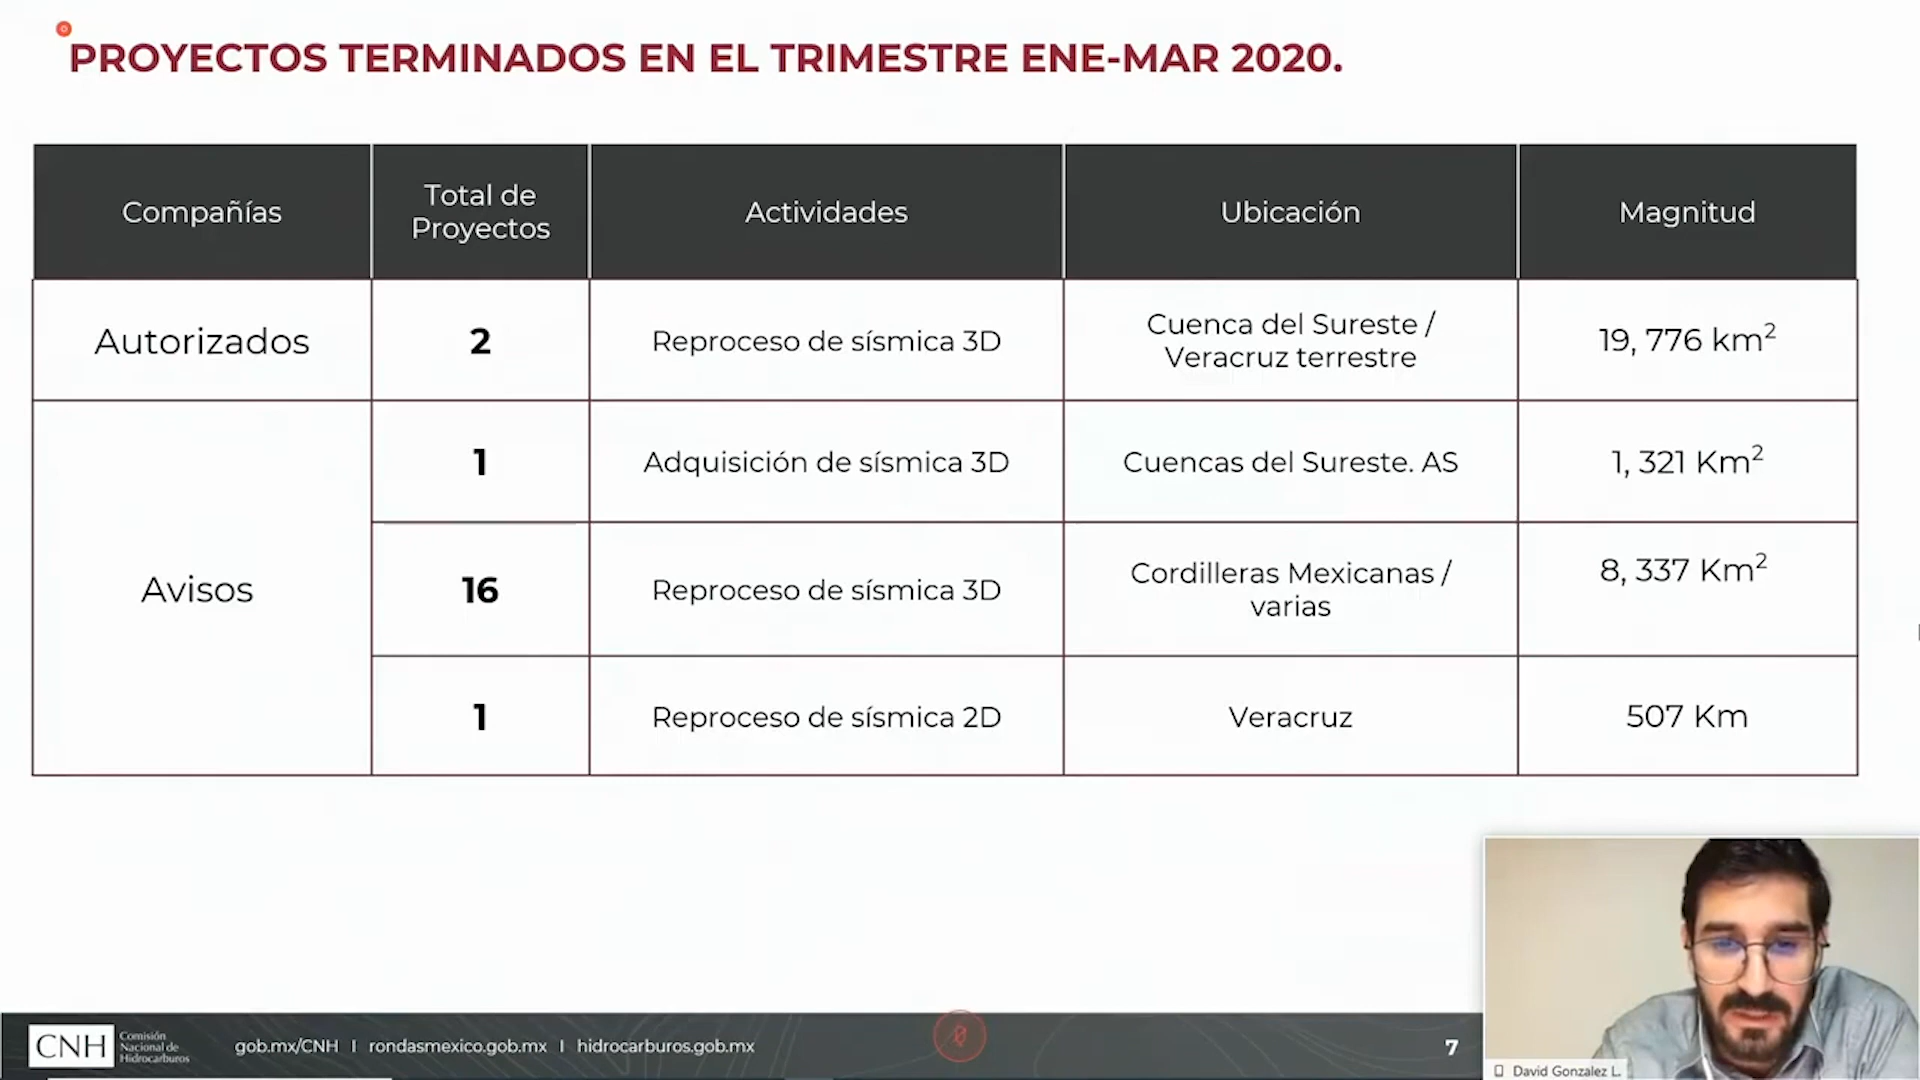 PROYECTOS TERMINADOS EN EL TRIMESTRE ENE-MAR 2020.
Compañías
Total de
Proyectos
Actividades
Ubicación
Magnitud
Autorizados
2
Reproceso de sísmica 3D
Cuenca del Sureste /
Veracruz terrestre
19, 776 km²
Avisos
1
Adquisición de sísmica 3D
Cuencas del Sureste. AS
1, 321 Km²
16
Reproceso de sísmica 3D
Cordilleras Mexicanas /
varias
8, 337 Km²
1
Reproceso de sísmica 2D
Veracruz
507 Km
CNH
Comisión
Nacional de
Hidrocarburos
gob.mx/CNH I rondasmexico.gob.mx I hidrocarburos.gob.mx
7
David Gonzalez L.